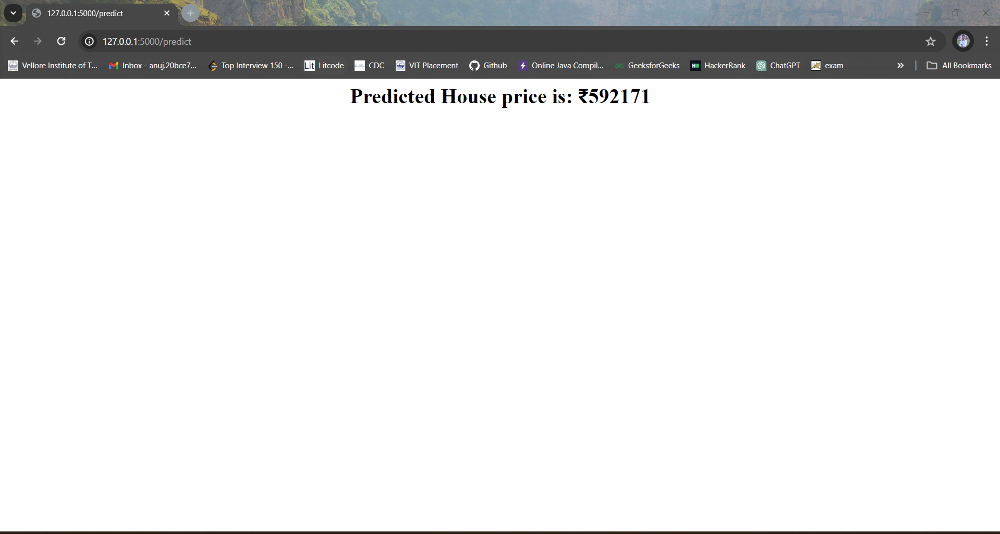 127.0.0.1:5000/predict
127.0.0.1:5000/predict
Vellore Institute of T... Inbox - anuj.20bce7... Top Interview 150 -... Lit Litcode CDC VIT Placement Github Online Java Compil... GeeksforGeeks HackerRank ChatGPT exam All Bookmarks
Predicted House price is: ₹592171